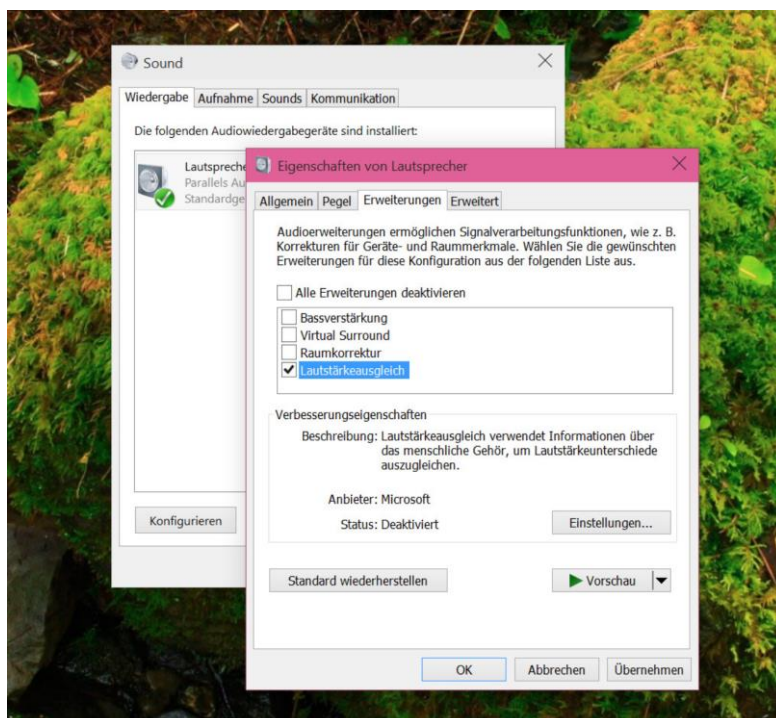 Sound
Wiedergabe Aufnahme Sounds Kommunikation
Die folgenden Audiowiedergabegeräte sind installiert:
Parallels
Konfigurieren
Eigenschaften von Lautsprecher
Allgemein Pegel Erweiterungen Erweitert
Audioerweiterungen ermöglichen Signalverarbeitungsfunktionen, wie z. B.
Korrekturen für Geräte- und Raummerkmale. Wählen Sie die gewünschten
Erweiterungen für diese Konfiguration aus der folgenden Liste aus.
Alle Erweiterungen deaktivieren
Bassverstärkung
Virtual Surround
Raumkorrektur
Lautstärkeausgleich
Verbesserungseigenschaften
Beschreibung: Lautstärkeausgleich verwendet Informationen über
das menschliche Gehör, um Lautstärkeunterschiede
auszugleichen.
Anbieter: Microsoft
Status: Deaktiviert
Einstellungen...
Standard wiederherstellen
Vorschau
OK Abbrechen Übernehmen